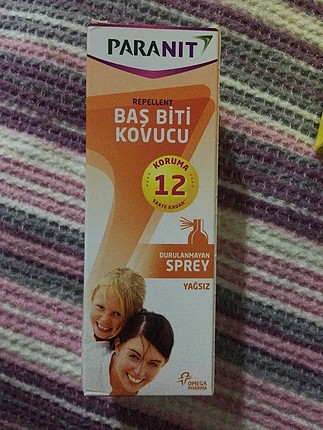 PARANIT
REPELLENT
BAŞ BİTİ
KOVUCU
KORUMA
12
SAATE KADAR
DURULANMAYAN
SPREY
YAĞSIZ
OMEGA
PHARMA